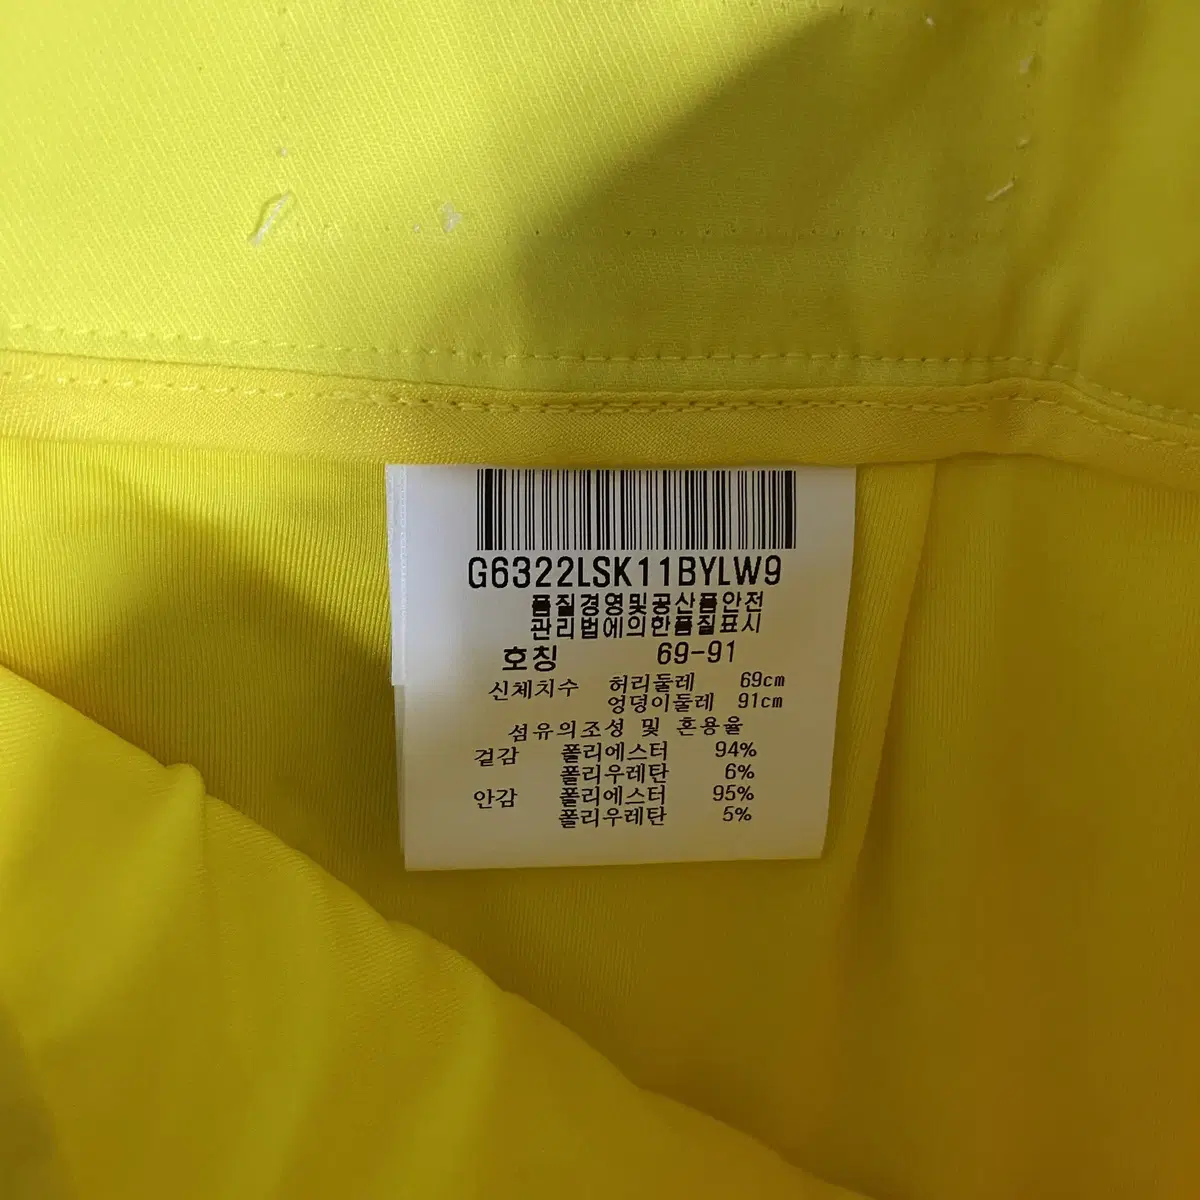 G6322LSK11BYLW9
품질경영및공산품안전
관리법에의한품질표시
호칭 69-91
신체치수 허리둘레 69cm
엉덩이둘레 91cm
섬유의조성 및 혼용율
겉감 폴리에스터 94%
폴리우레탄 6%
안감 폴리에스터 95%
폴리우레탄 5%